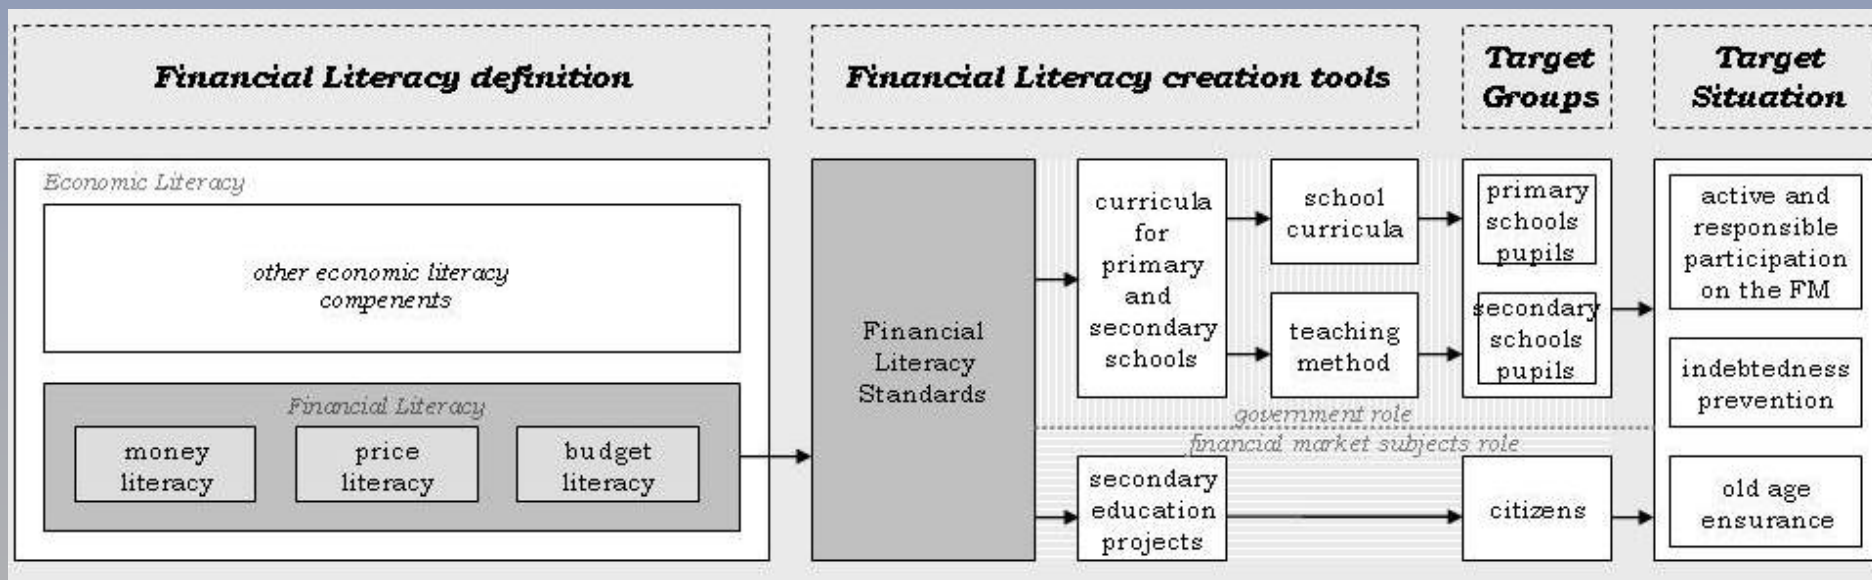 Financial Literacy definition
Financial Literacy creation tools
Target
Groups
Target
Situation
Economic Literacy
other economic literacy
compenents
Financial Literacy
money
literacy
price
literacy
budget
literacy
Financial
Literacy
Standards
curricula
for
primary
and
secondary
schools
school
curricula
teaching
method
primary
schools
pupils
secondary
schools
pupils
government role
financial market subjects role
secondary
education
projects
citizens
active and
responsible
participation
on the FM
indebtedness
prevention
old age
ensurance